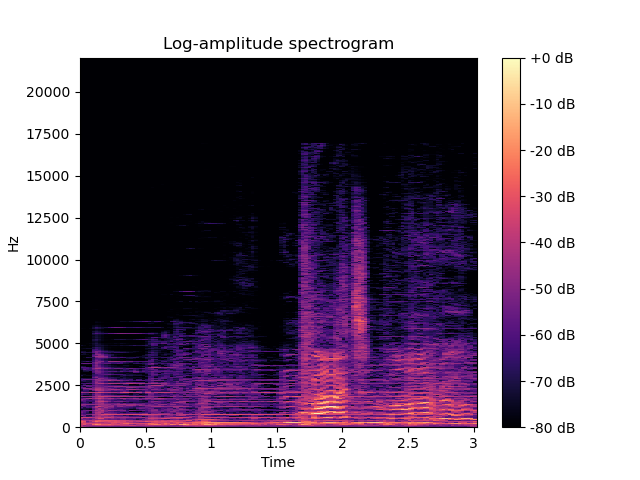 Log-amplitude spectrogram
Hz
20000
17500
15000
12500
10000
7500
5000
2500
0
0 0.5 1 1.5 2 2.5 3
Time
+0 dB
-10 dB
-20 dB
-30 dB
-40 dB
-50 dB
-60 dB
-70 dB
-80 dB